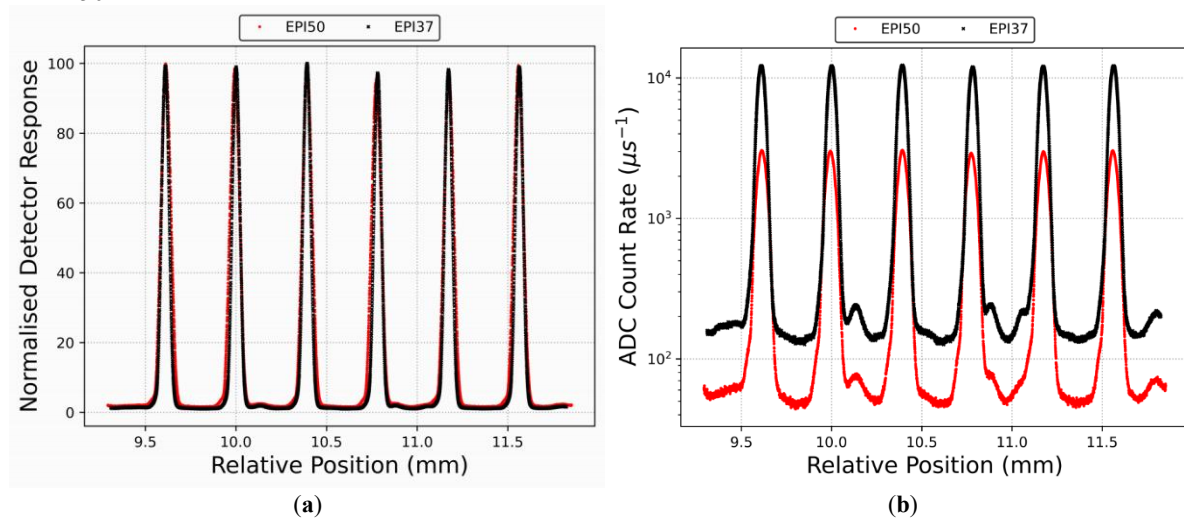 EPI50 EPI37
Normalised Detector Response
100
80
60
40
20
0
9.5 10.0 10.5 11.0 11.5
Relative Position (mm)
(a)
EPI50 EPI37
ADC Count Rate (μs⁻¹)
10⁴
10³
10²
9.5 10.0 10.5 11.0 11.5
Relative Position (mm)
(b)